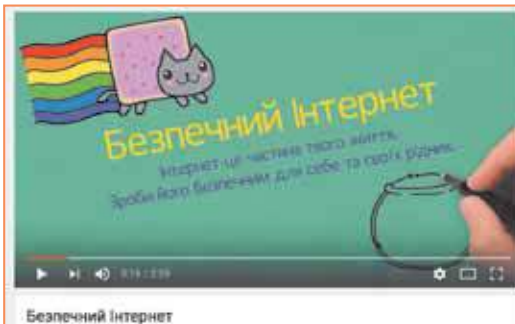 Безпечний Інтернет
Інтернет це частина твого життя.
Зроби його безпечним для себе та своїх рідних.
Безпечний Інтернет